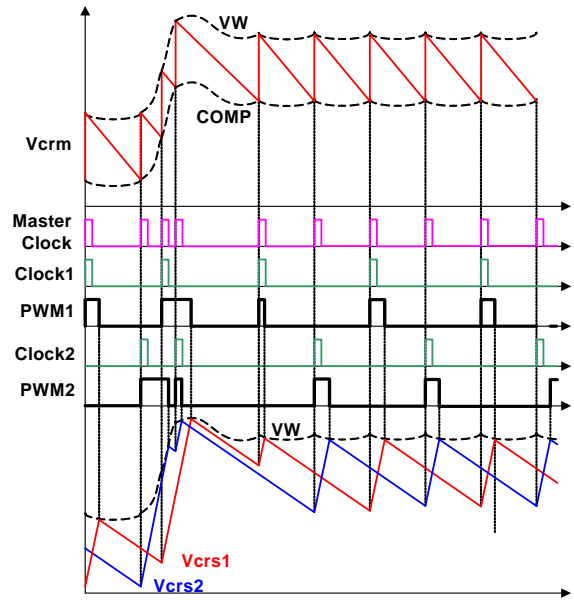 VW
COMP
Vcrm
Master
Clock
Clock1
PWM1
Clock2
PWM2
VW
Vcrs1
Vcrs2